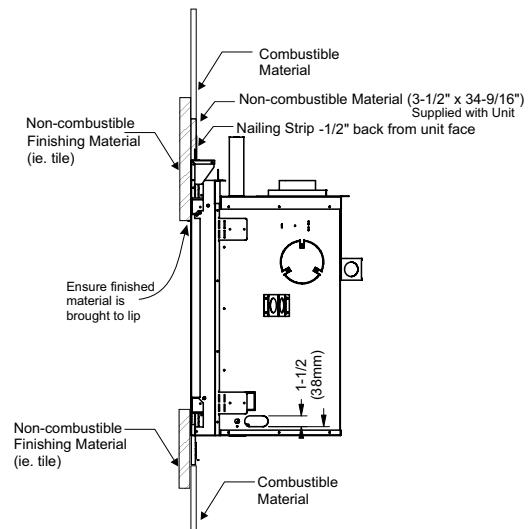 Combustible
Material
Non-combustible Material (3-1/2" x 34-9/16")
Supplied with Unit
Non-combustible
Finishing Material
(ie. tile)
Nailing Strip -1/2" back from unit face
Ensure finished
material is
brought to lip
1-1/2
(38mm)
Non-combustible
Finishing Material
(ie. tile)
Combustible
Material